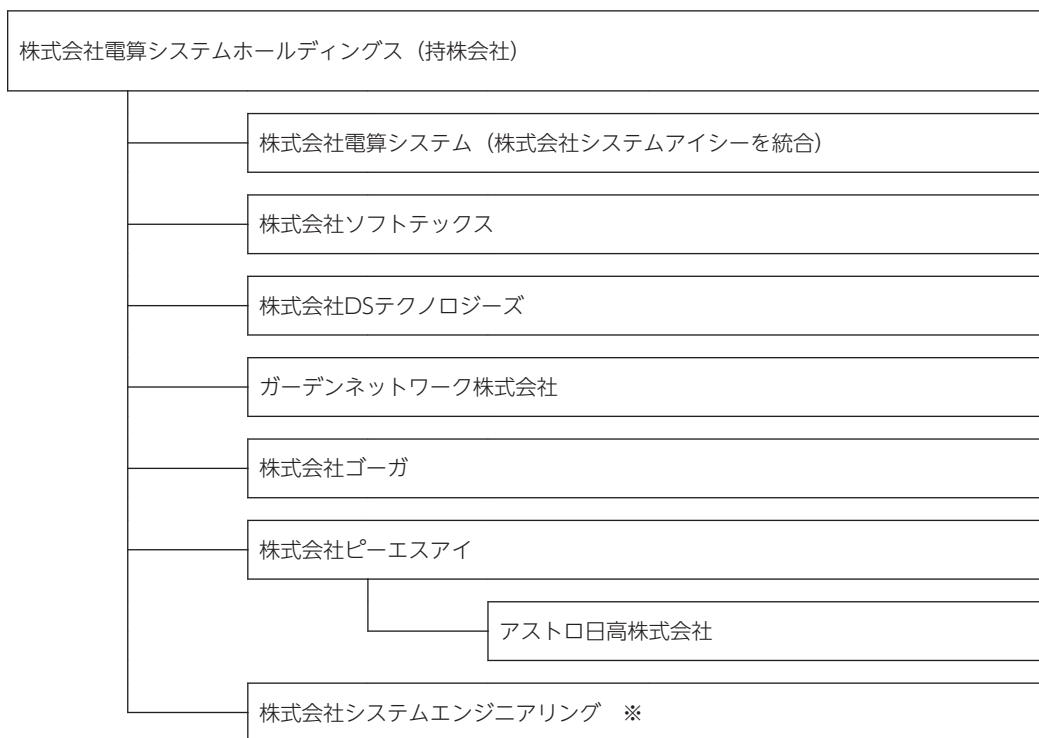 株式会社電算システムホールディングス（持株会社）
株式会社電算システム（株式会社システムアイシーを統合）
株式会社ソフトテックス
株式会社DSテクノロジーズ
ガーデンネットワーク株式会社
株式会社ゴーガ
株式会社ピーエスアイ
アストロ日高株式会社
株式会社システムエンジニアリング　※